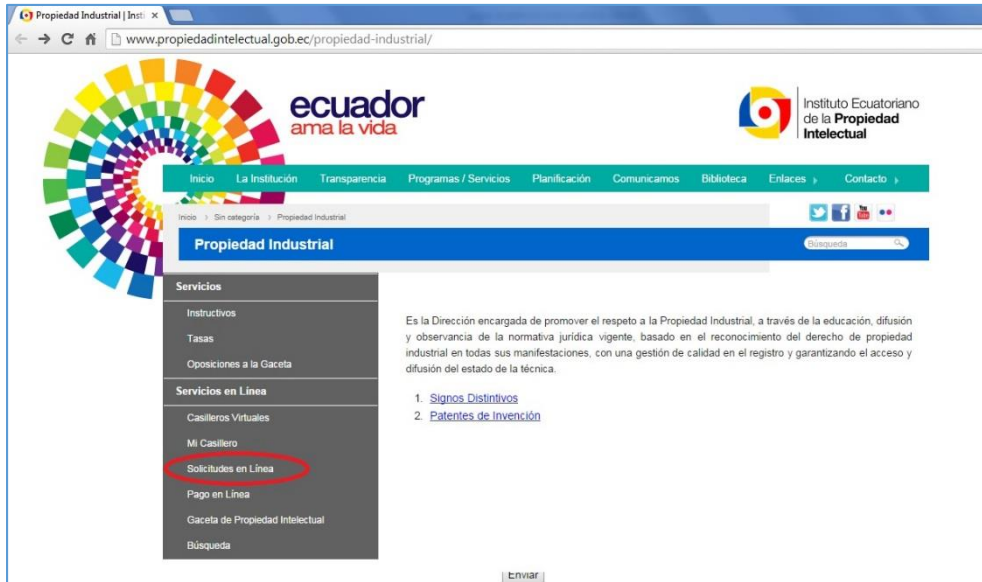 Propiedad Industrial | Insti
www.propiedadintelectual.gob.ec/propiedad-industrial/
ecuador
ama la vida
Instituto Ecuatoriano
de la Propiedad
Intelectual
Inicio La Institución Transparencia Programas / Servicios Planificación Comunicamos Biblioteca Enlaces Contacto
Inicio > Sin categoría > Propiedad Industrial
You Tube
Propiedad Industrial
Búsqueda
Servicios
Instructivos
Tasas
Oposiciones a la Gaceta
Servicios en Línea
Casilleros Virtuales
Mi Casillero
Solicitudes en Línea
Pago en Línea
Gaceta de Propiedad Intelectual
Búsqueda
Es la Dirección encargada de promover el respeto a la Propiedad Industrial, a través de la educación, difusión
y observancia de la normativa jurídica vigente, basado en el reconocimiento del derecho de propiedad
industrial en todas sus manifestaciones, con una gestión de calidad en el registro y garantizando el acceso y
difusión del estado de la técnica.
1. Signos Distintivos
2. Patentes de Invención
Enviar